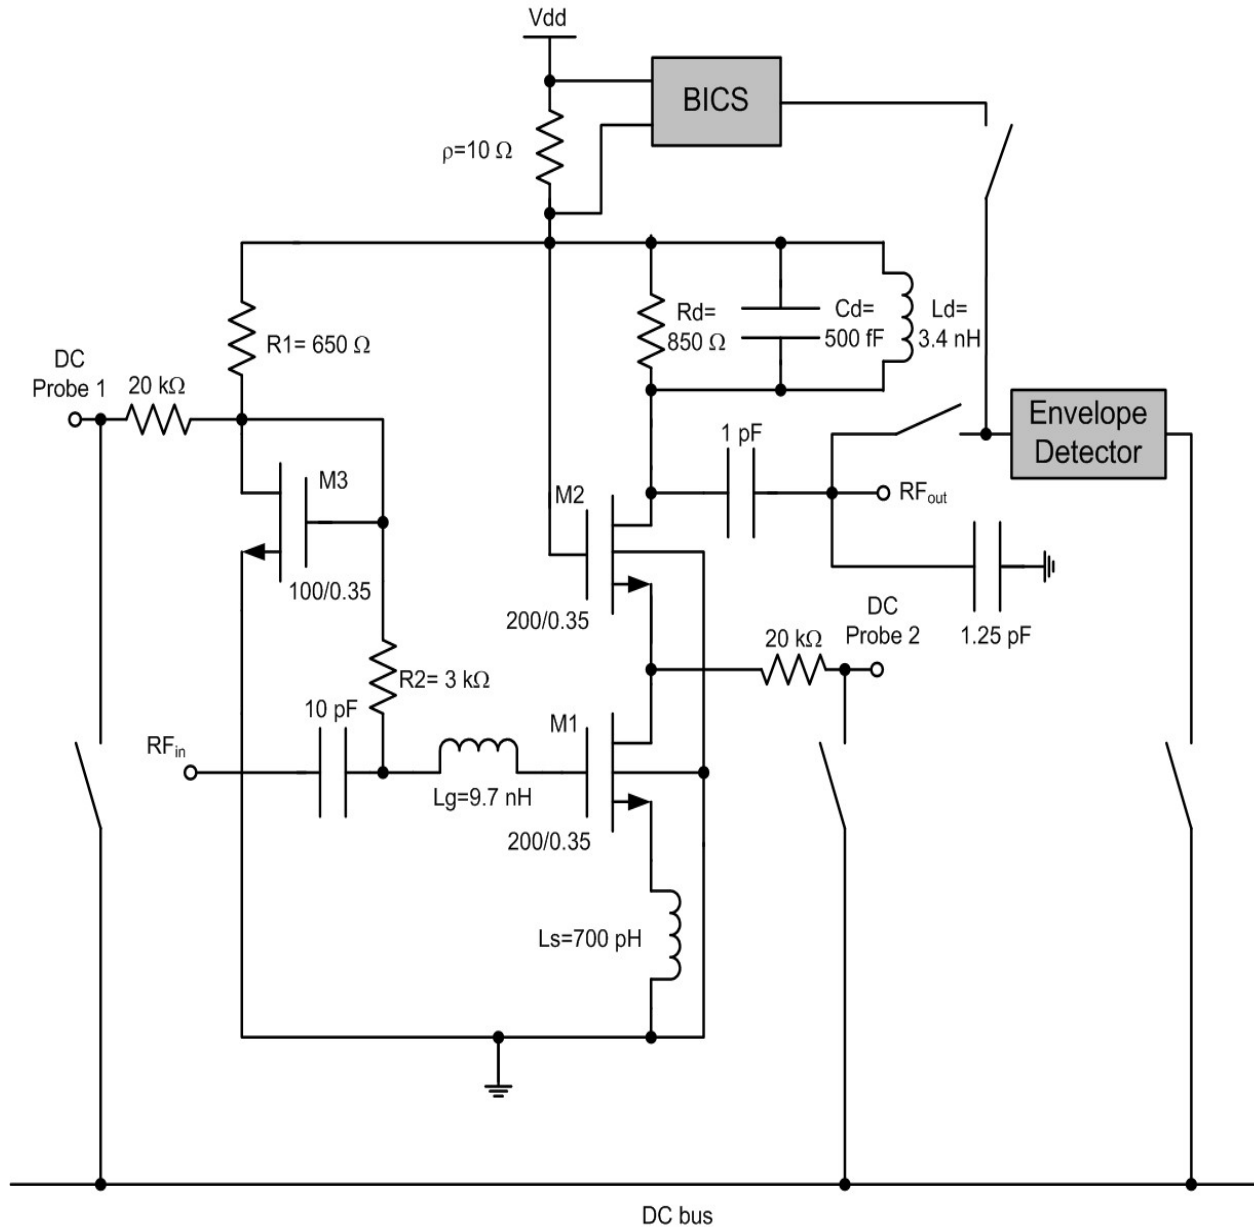 Vdd
BICS
ρ=10 Ω
R1= 650 Ω
Rd=
850 Ω
Cd=
500 fF
Ld=
3.4 nH
DC
Probe 1
20 kΩ
Envelope
Detector
1 pF
M3
M2
RFout
100/0.35
200/0.35
DC
Probe 2
1.25 pF
20 kΩ
R2= 3 kΩ
10 pF
M1
RFin
Lg=9.7 nH
200/0.35
Ls=700 pH
DC bus